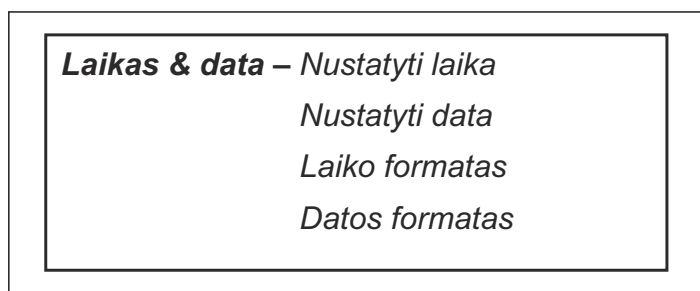 Laikas & data – Nustatyti laika
Nustatyti data
Laiko formatas
Datos formatas